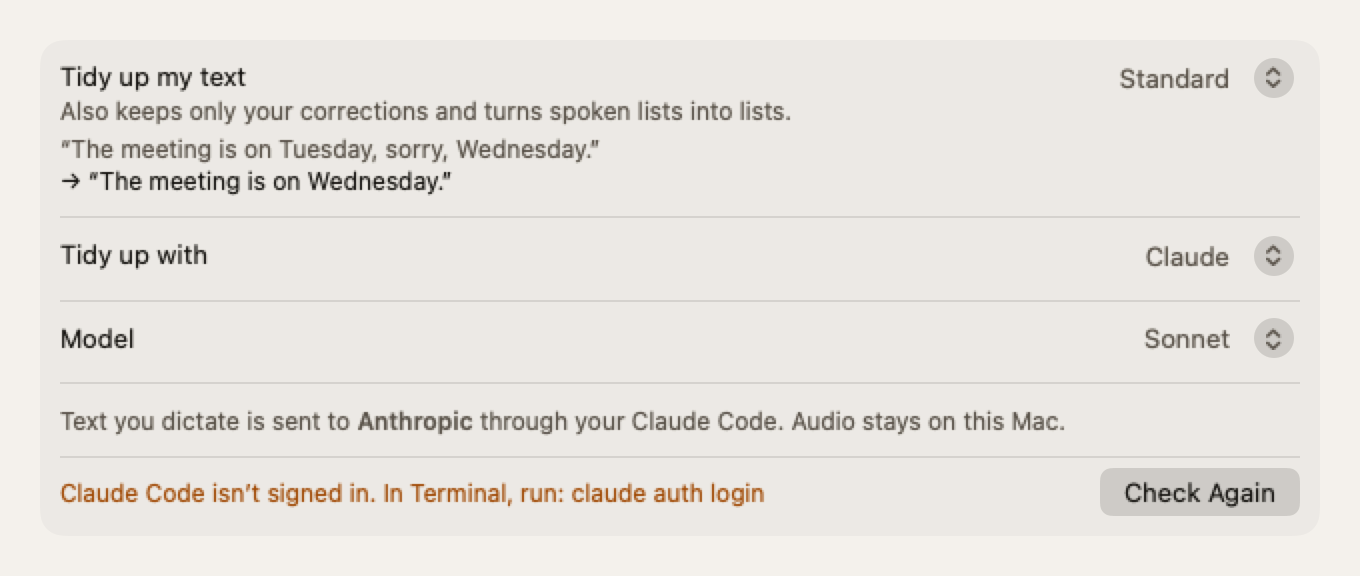 Tidy up my text
Standard
Also keeps only your corrections and turns spoken lists into lists.
“The meeting is on Tuesday, sorry, Wednesday.”
→ “The meeting is on Wednesday.”
Tidy up with
Claude
Model
Sonnet
Text you dictate is sent to Anthropic through your Claude Code. Audio stays on this Mac.
Claude Code isn’t signed in. In Terminal, run: claude auth login
Check Again